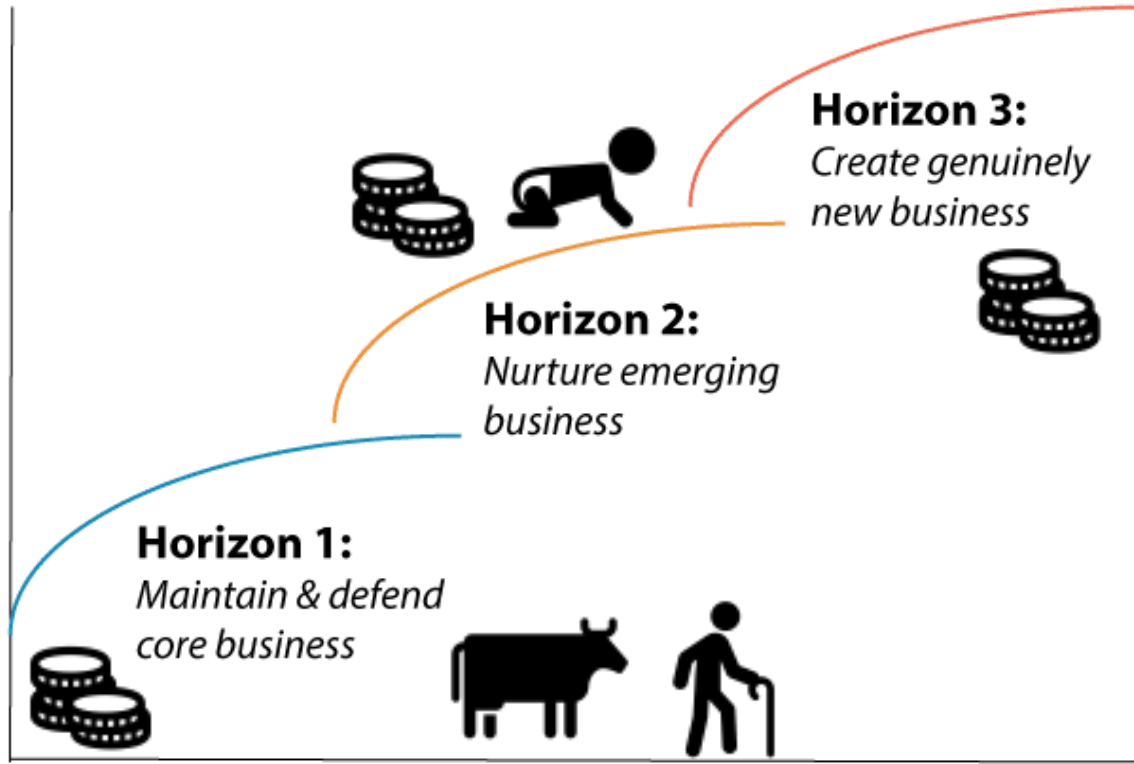 Horizon 3:
Create genuinely
new business
Horizon 2:
Nurture emerging
business
Horizon 1:
Maintain & defend
core business